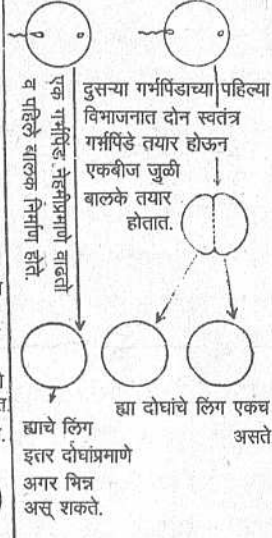 एक गर्भपिंड नेहमीप्रमाणे वाढतो
व पहिले बालक निर्माण होते.
दुसऱ्या गर्भपिंडाच्या पहिल्या
विभाजनात दोन स्वतंत्र
गर्भपिंडे तयार होऊन
एकबीज जुळी
बालके तयार
होतात.
ह्या दोघांचे लिंग एकच
असते
ह्याचे लिंग
इतर दोघांप्रमाणे
अगर भिन्न
असू शकते.